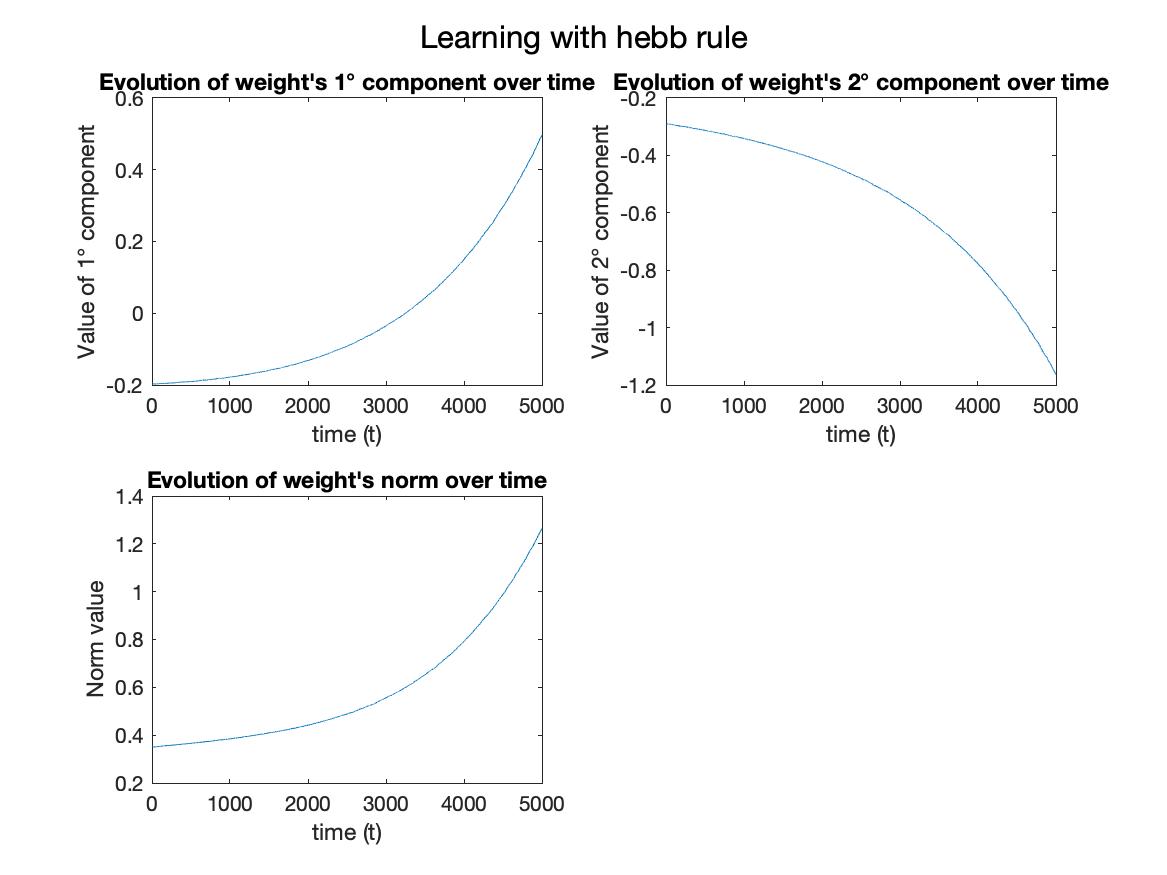 Learning with hebb rule
Evolution of weight's 1° component over time
Value of 1° component
0.6
0.4
0.2
0
-0.2
0 1000 2000 3000 4000 5000
time (t)
Evolution of weight's 2° component over time
Value of 2° component
-0.2
-0.4
-0.6
-0.8
-1
-1.2
0 1000 2000 3000 4000 5000
time (t)
Evolution of weight's norm over time
Norm value
1.4
1.2
1
0.8
0.6
0.4
0.2
0 1000 2000 3000 4000 5000
time (t)